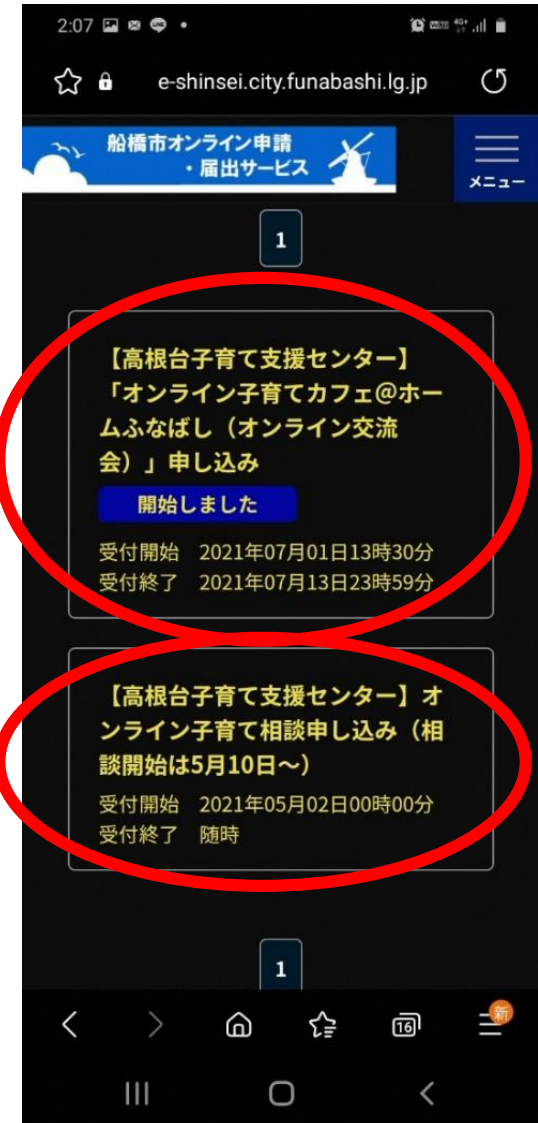 2:07
4G+
e-shinsei.city.funabashi.lg.jp
船橋市オンライン申請
・届出サービス
メニュー
1
【高根台子育て支援センター】
「オンライン子育てカフェ@ホー
ムふなばし（オンライン交流
会）」申し込み
開始しました
受付開始　2021年07月01日13時30分
受付終了　2021年07月13日23時59分
【高根台子育て支援センター】オ
ンライン子育て相談申し込み（相
談開始は5月10日～）
受付開始　2021年05月02日00時00分
受付終了　随時
1
16
新